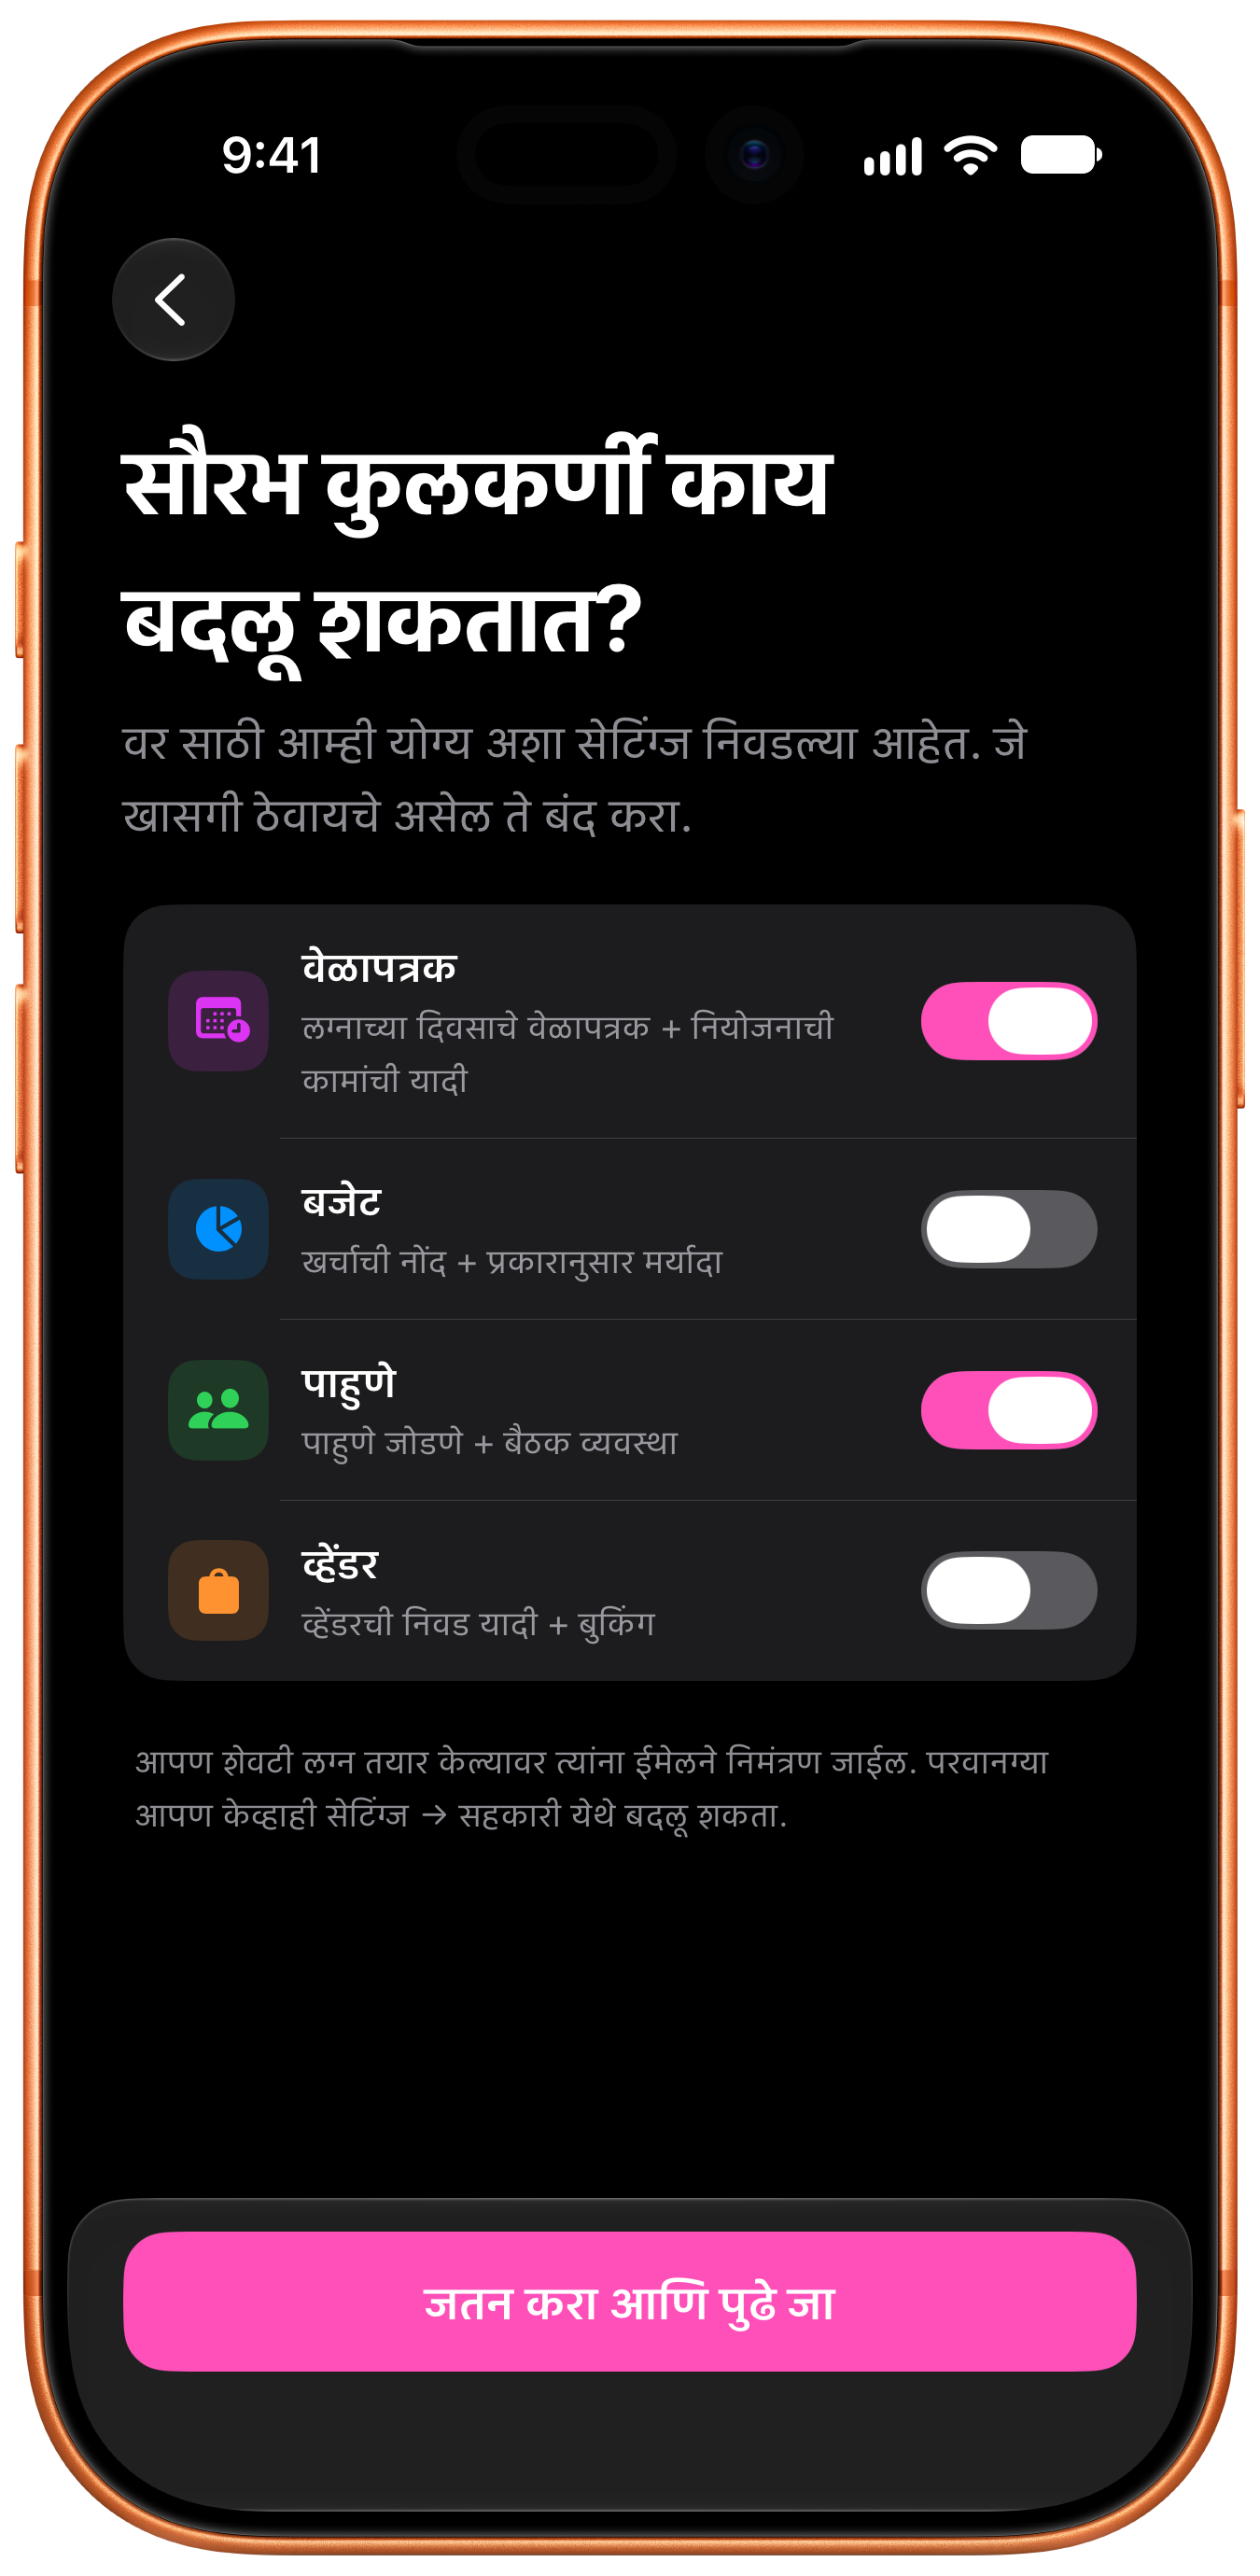 9:41
सौरभ कुलकर्णी काय
बदलू शकतात?
वर साठी आम्ही योग्य अशा सेटिंग्ज निवडल्या आहेत. जे
खासगी ठेवायचे असेल ते बंद करा.
वेळापत्रक
लग्नाच्या दिवसाचे वेळापत्रक + नियोजनाची
कामांची यादी
बजेट
खर्चाची नोंद + प्रकारानुसार मर्यादा
पाहुणे
पाहुणे जोडणे + बैठक व्यवस्था
व्हेंडर
व्हेंडरची निवड यादी + बुकिंग
आपण शेवटी लग्न तयार केल्यावर त्यांना ईमेलने निमंत्रण जाईल. परवानग्या
आपण केव्हाही सेटिंग्ज → सहकारी येथे बदलू शकता.
जतन करा आणि पुढे जा